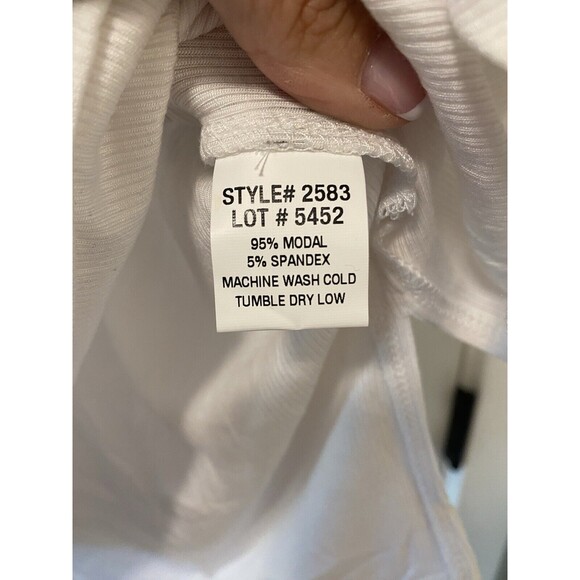 STYLE# 2583
LOT # 5452
95% MODAL
5% SPANDEX
MACHINE WASH COLD
TUMBLE DRY LOW